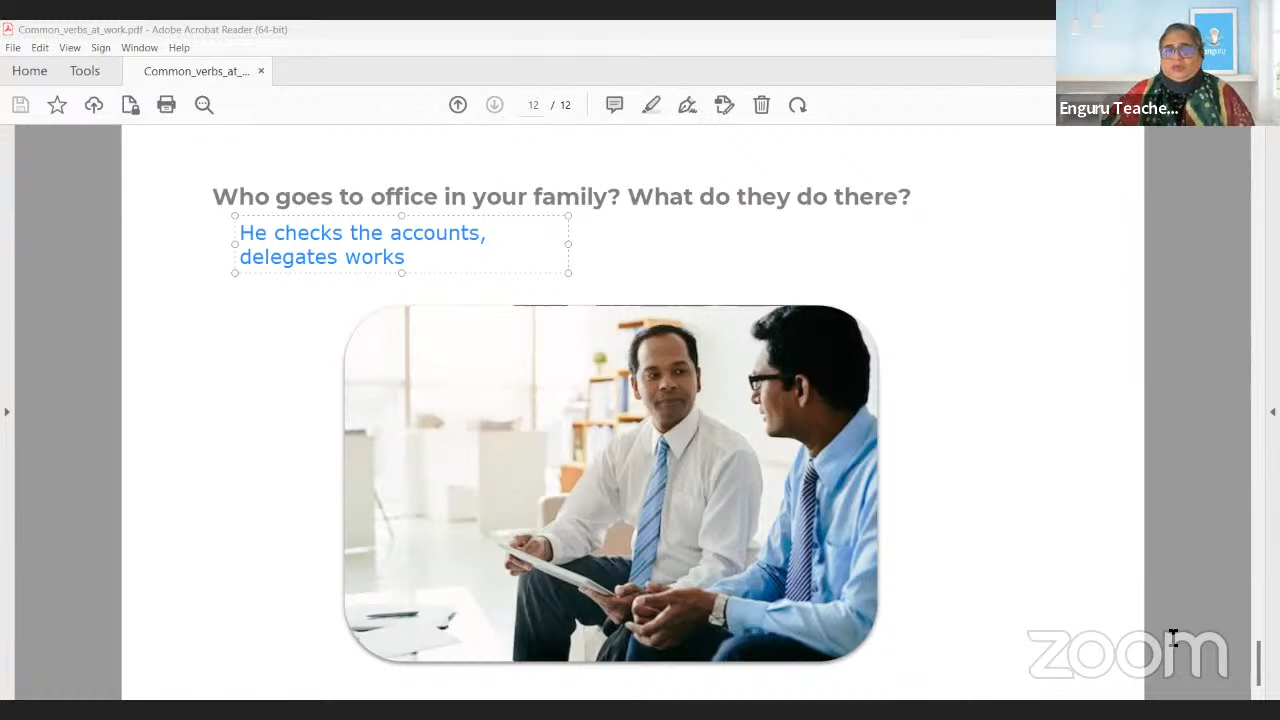 Common_verbs_at_work.pdf - Adobe Acrobat Reader (64-bit)
File Edit View Sign Window Help
Home Tools Common_verbs_at_... ×
12 / 12
Enguru Teache...
Who goes to office in your family? What do they do there?
He checks the accounts,
delegates works
zoom